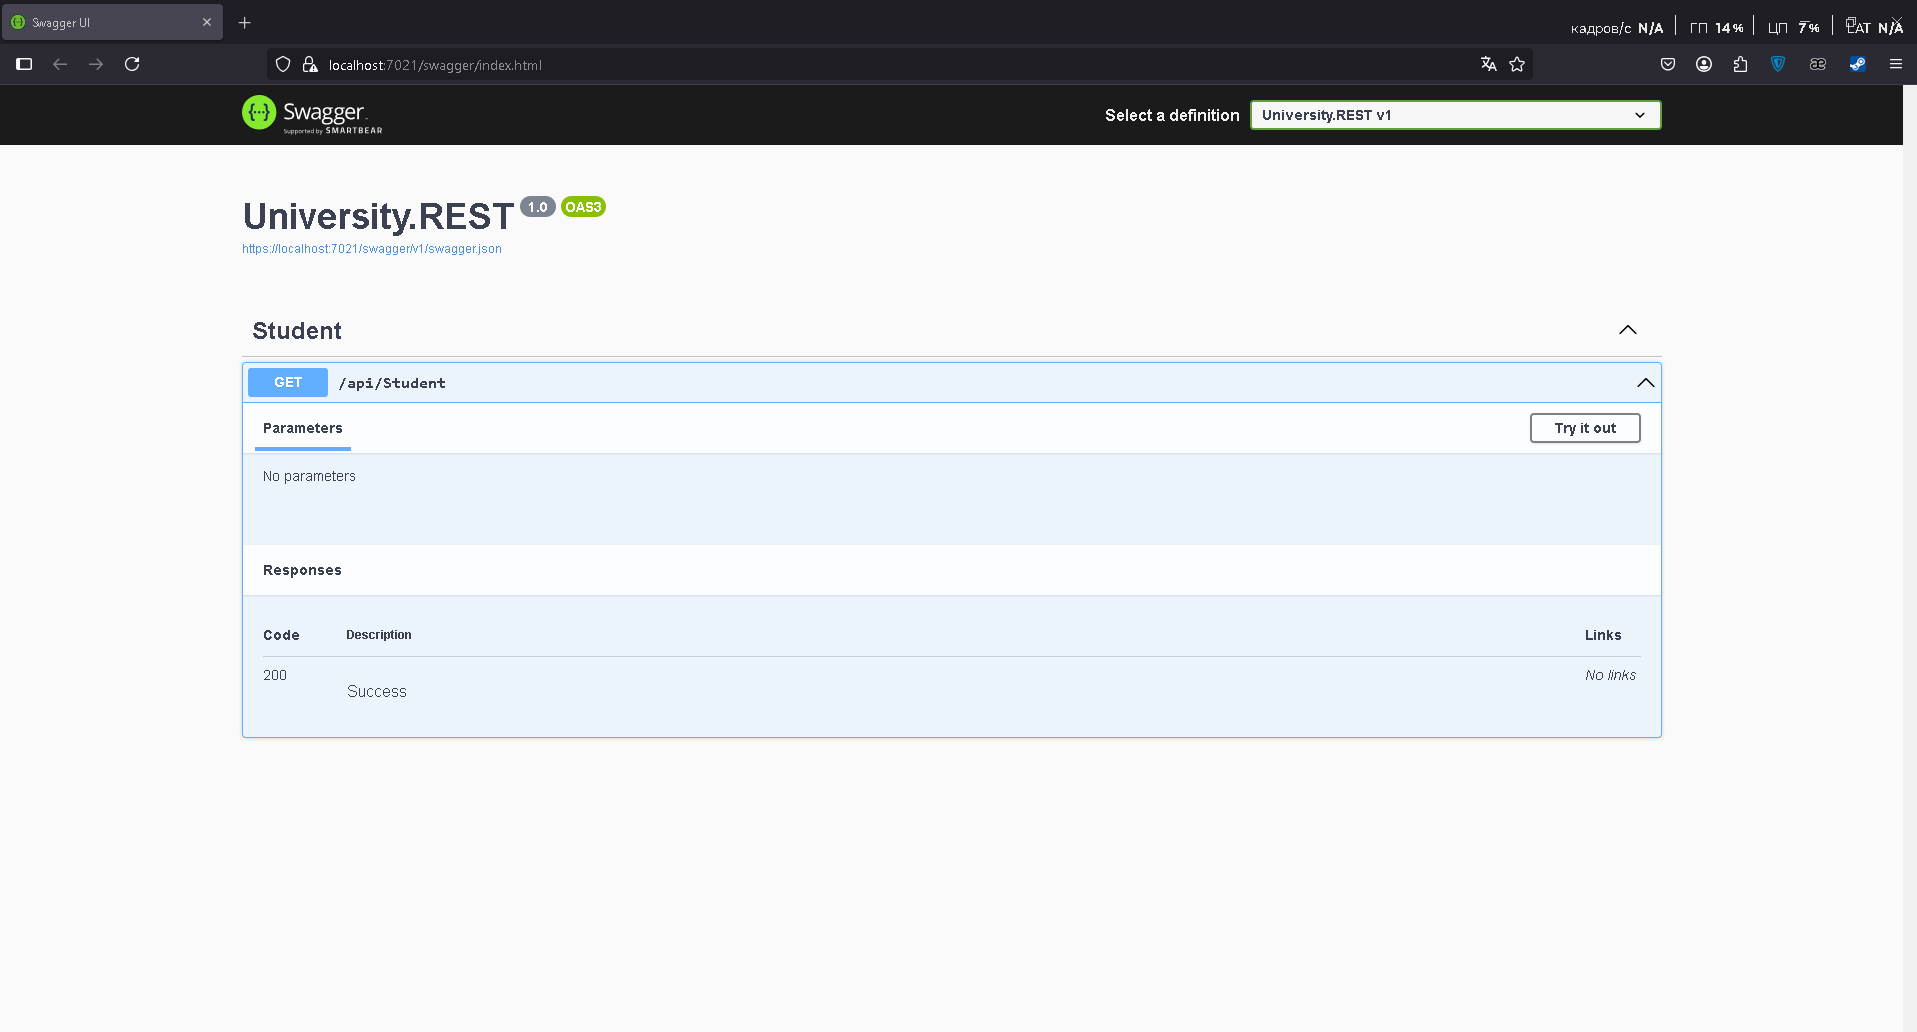 Swagger UI
кадров/с N/A ГП 14% ЦП 7% LAT N/A
localhost:7021/swagger/index.html
Swagger
Supported by SMARTBEAR
Select a definition
University.REST v1
University.REST 1.0 OAS3
https://localhost:7021/swagger/v1/swagger.json
Student
GET /api/Student
Parameters
Try it out
No parameters
Responses
Code Description Links
200 Success No links